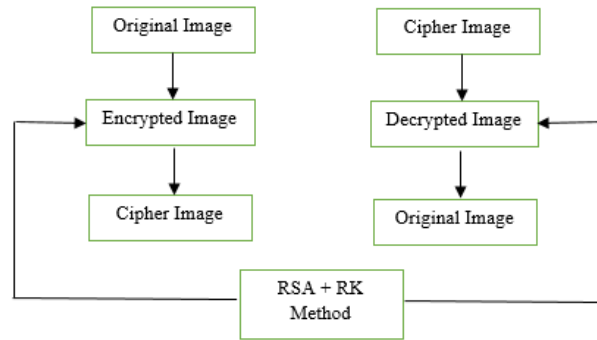 Original Image
Cipher Image
Encrypted Image
Decrypted Image
Cipher Image
Original Image
RSA + RK
Method